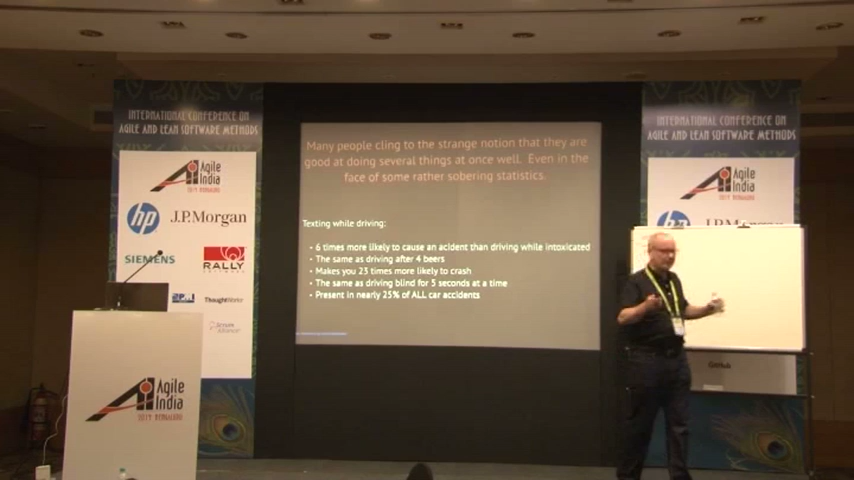 INTERNATIONAL CONFERENCE ON
AGILE AND LEAN SOFTWARE METHODS
Agile
India
hp
J.P.Morgan
SIEMENS
RALLY
ThoughtWorks
Agile
India
Many people cling to the strange notion that they are
good at doing several things at once well. Even in the
face of some rather sobering statistics.
Texting while driving:
- 6 times more likely to cause an acident than driving while intoxicated
- The same as driving after 4 beers
- Makes you 23 times more likely to crash
- The same as driving blind for 5 seconds at a time
- Present in nearly 25% of ALL car accidents
INTERNATIONAL CONFERENCE ON
AGILE AND LEAN SOFTWARE METHODS
Agile
India
hp
J.P.Morgan
GitHub